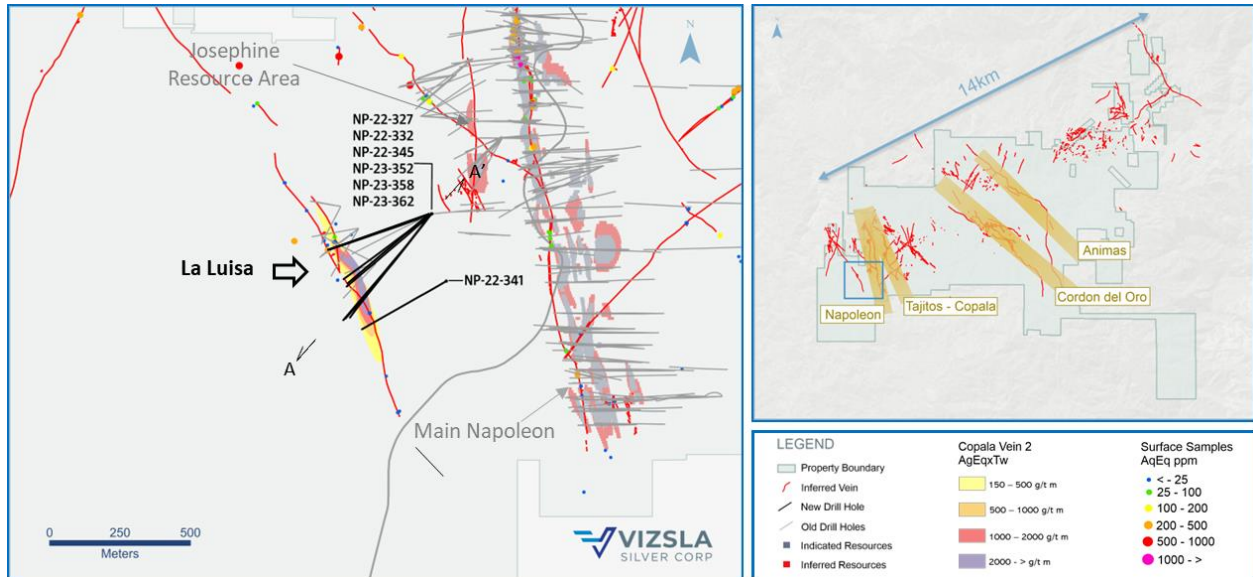 N
Josephine
Resource Area
NP-22-327
NP-22-332
NP-22-345
NP-23-352
NP-23-358
NP-23-362
A'
La Luisa
NP-22-341
A
Main Napoleon
0 250 500
Meters
VIZSLA
SILVER CORP
N
14km
Animas
Cordon del Oro
Napoleon
Tajitos - Copala
LEGEND
Property Boundary
Inferred Vein
New Drill Hole
Old Drill Holes
Indicated Resources
Inferred Resources
Copala Vein 2
AgEqxTw
150 – 500 g/t m
500 – 1000 g/t m
1000 – 2000 g/t m
2000 - > g/t m
Surface Samples
AqEq ppm
< - 25
25 - 100
100 - 200
200 - 500
500 - 1000
1000 - >